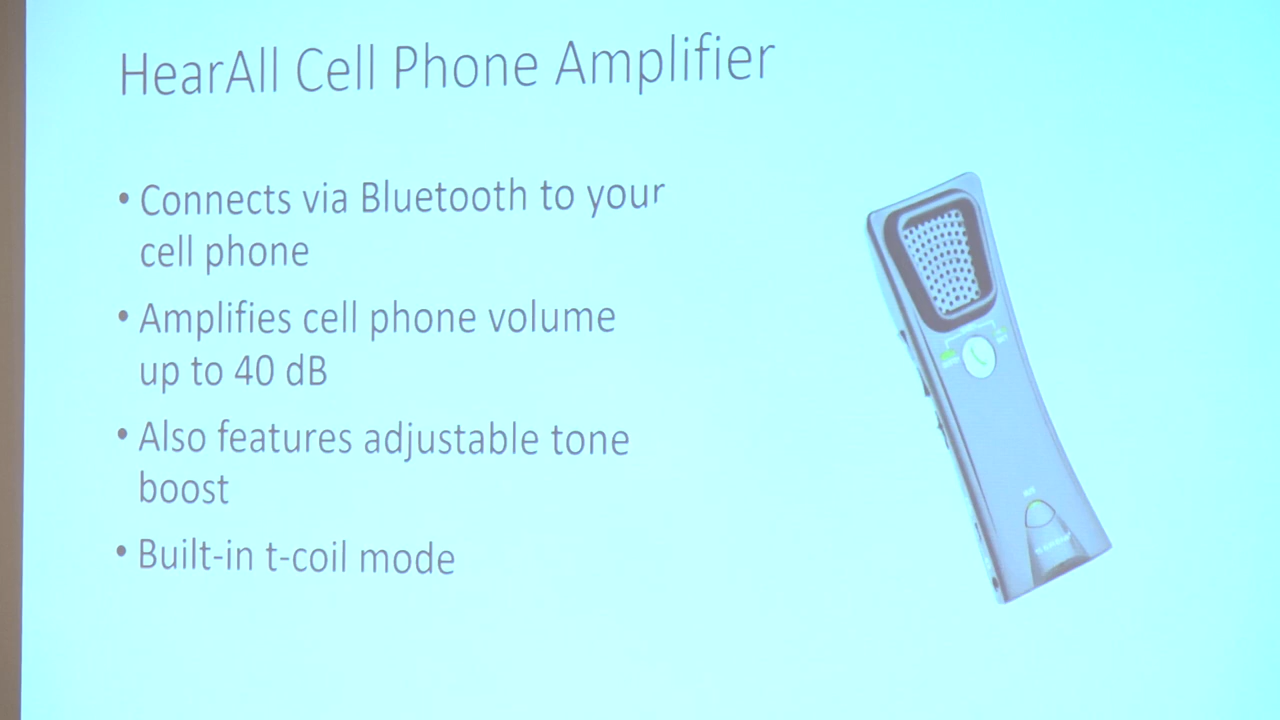 HearAll Cell Phone Amplifier
• Connects via Bluetooth to your
cell phone
• Amplifies cell phone volume
up to 40 dB
• Also features adjustable tone
boost
• Built-in t-coil mode